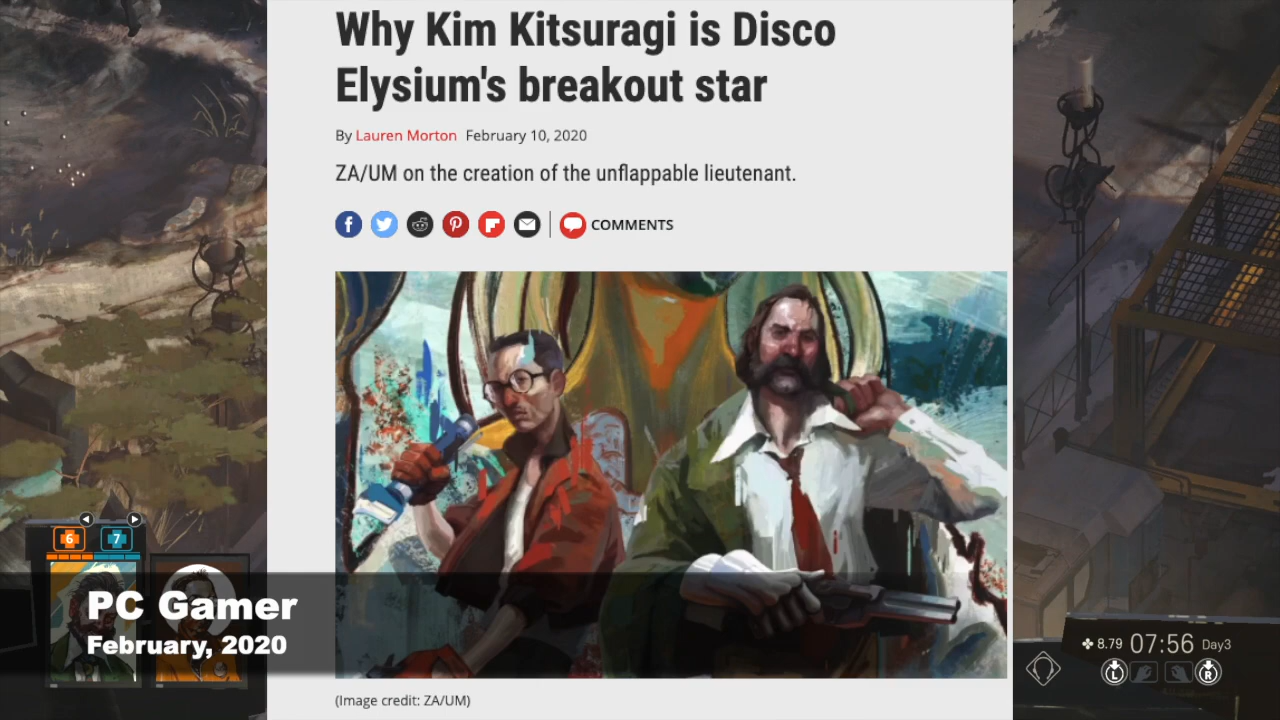 Why Kim Kitsuragi is Disco
Elysium's breakout star
By Lauren Morton February 10, 2020
ZA/UM on the creation of the unflappable lieutenant.
COMMENTS
6 7
PC Gamer
February, 2020
8.79 07:56 Day3
L R
(Image credit: ZA/UM)